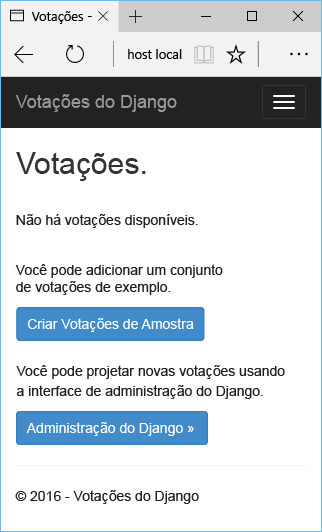 Votações -
host local
Votações do Django
Votações.
Não há votações disponíveis.
Você pode adicionar um conjunto
de votações de exemplo.
Criar Votações de Amostra
Você pode projetar novas votações usando
a interface de administração do Django.
Administração do Django »
© 2016 - Votações do Django